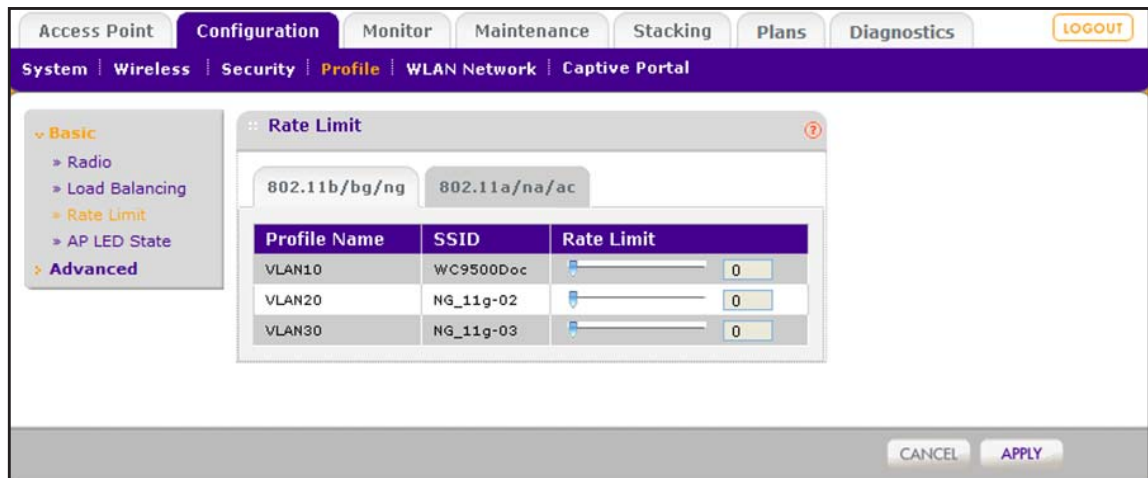 Access Point Configuration Monitor Maintenance Stacking Plans Diagnostics LOGOUT
System Wireless Security Profile WLAN Network Captive Portal
Basic
» Radio
» Load Balancing
» Rate Limit
» AP LED State
Advanced
Rate Limit ?
802.11b/bg/ng 802.11a/na/ac
Profile Name SSID Rate Limit
VLAN10 WC9500Doc 0
VLAN20 NG_11g-02 0
VLAN30 NG_11g-03 0
CANCEL APPLY